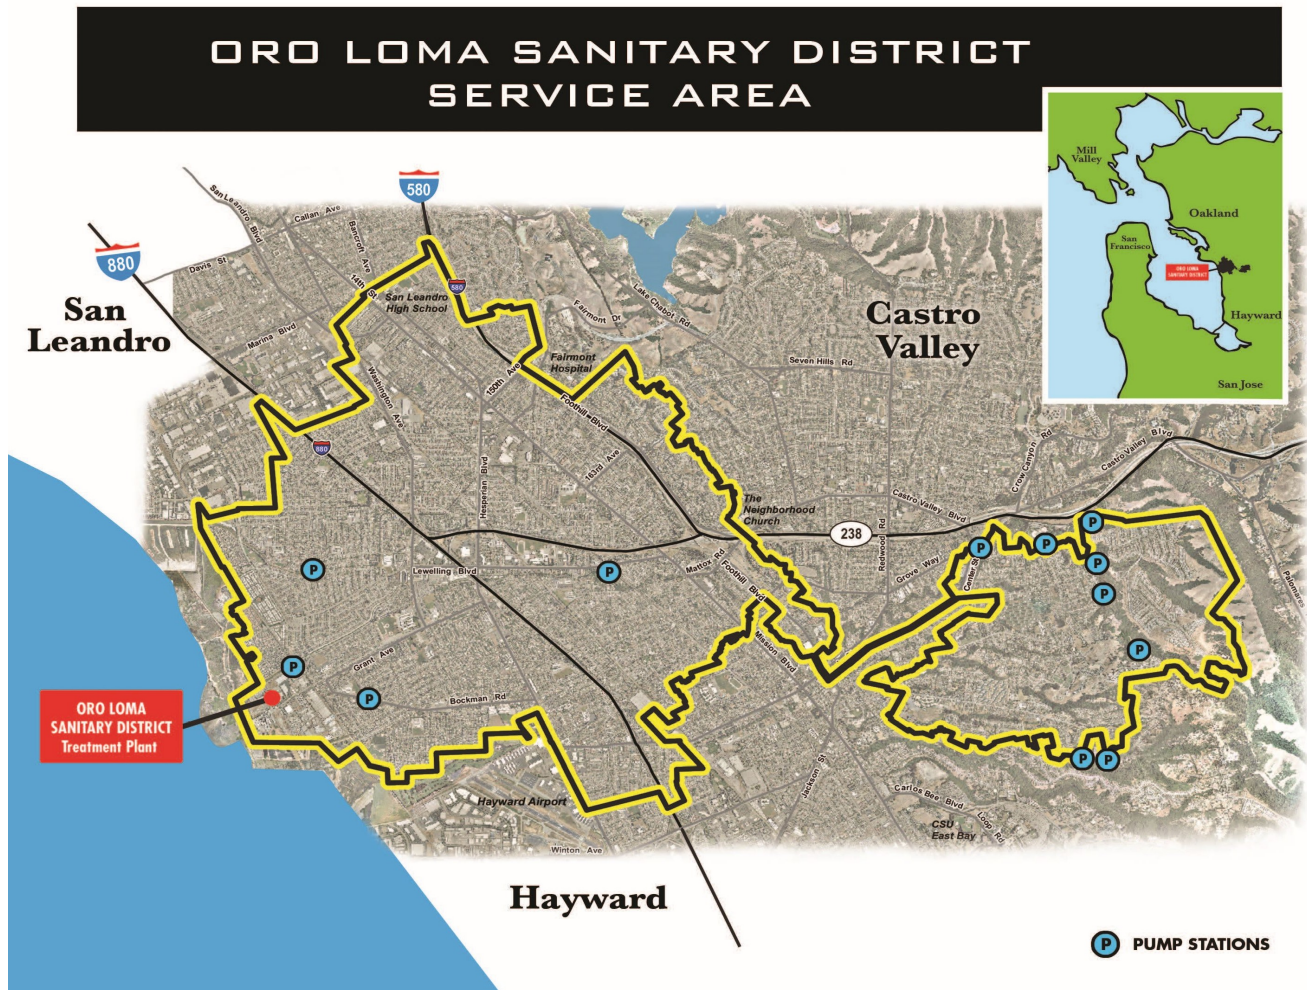 ORO LOMA SANITARY DISTRICT
SERVICE AREA
Mill
Valley
Oakland
San
Francisco
ORO LOMA
SANITARY DISTRICT
Hayward
San Jose
580
880
San Leandro Blvd
Callan Ave
Bancroft Ave
Davis St
14th St
San Leandro
High School
580
San
Leandro
Marina Blvd
Washington Ave
Lake Chabot Rd
Fairmont Dr
Castro
Valley
Fairmont
Hospital
150th Ave
Seven Hills Rd
Foothill Blvd
880
Hesperian Blvd
163rd Ave
Crow Canyon Rd
Castro Valley Blvd
The
Neighborhood
Church
Castro Valley Blvd
238
Redwood Rd
Mattox Rd
Foothill Blvd
Grove Way
Center St
P
P
P
P
P
P
P
Lewelling Blvd
Palomares
Mission Blvd
Grant Ave
P
P
P
Bockman Rd
ORO LOMA
SANITARY DISTRICT
Treatment Plant
P
P
Jackson St
Hayward Airport
Carlos Bee Blvd
Loop Rd
CSU
East Bay
Winton Ave
Hayward
P PUMP STATIONS